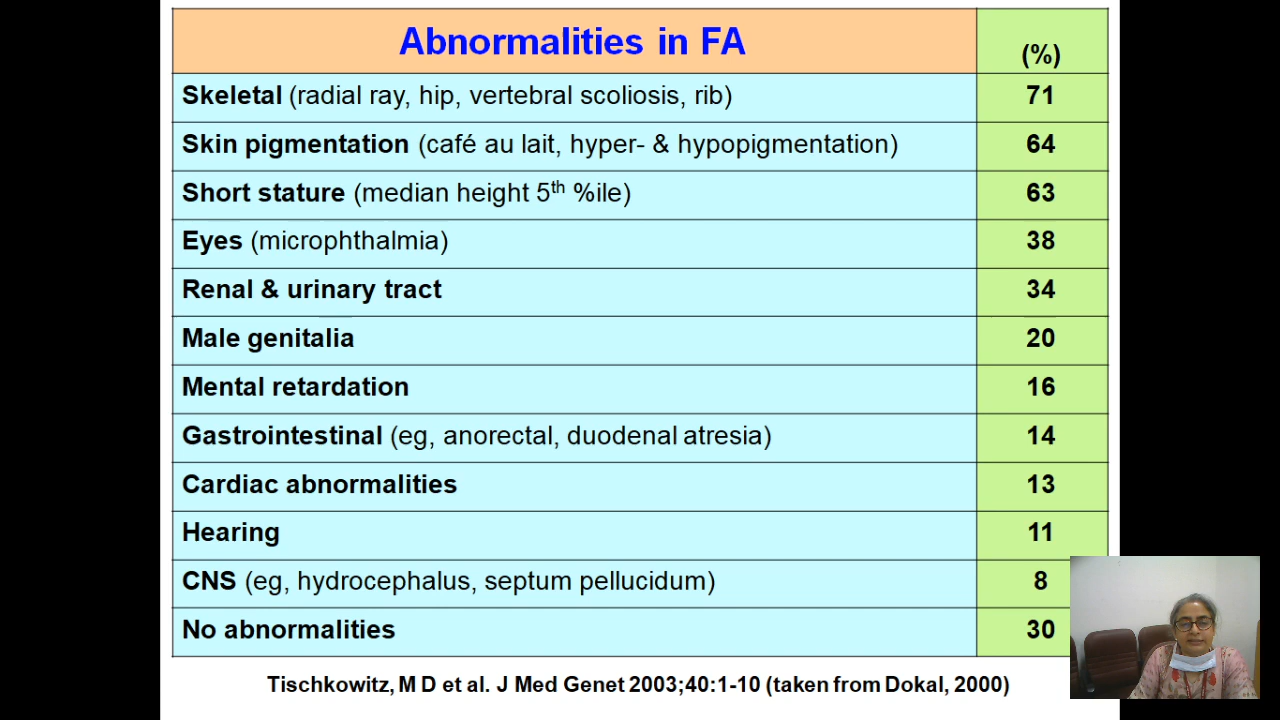 Abnormalities in FA (%)
Skeletal (radial ray, hip, vertebral scoliosis, rib) 71
Skin pigmentation (café au lait, hyper- & hypopigmentation) 64
Short stature (median height 5th %ile) 63
Eyes (microphthalmia) 38
Renal & urinary tract 34
Male genitalia 20
Mental retardation 16
Gastrointestinal (eg, anorectal, duodenal atresia) 14
Cardiac abnormalities 13
Hearing 11
CNS (eg, hydrocephalus, septum pellucidum) 8
No abnormalities 30
Tischkowitz, M D et al. J Med Genet 2003;40:1-10 (taken from Dokal, 2000)